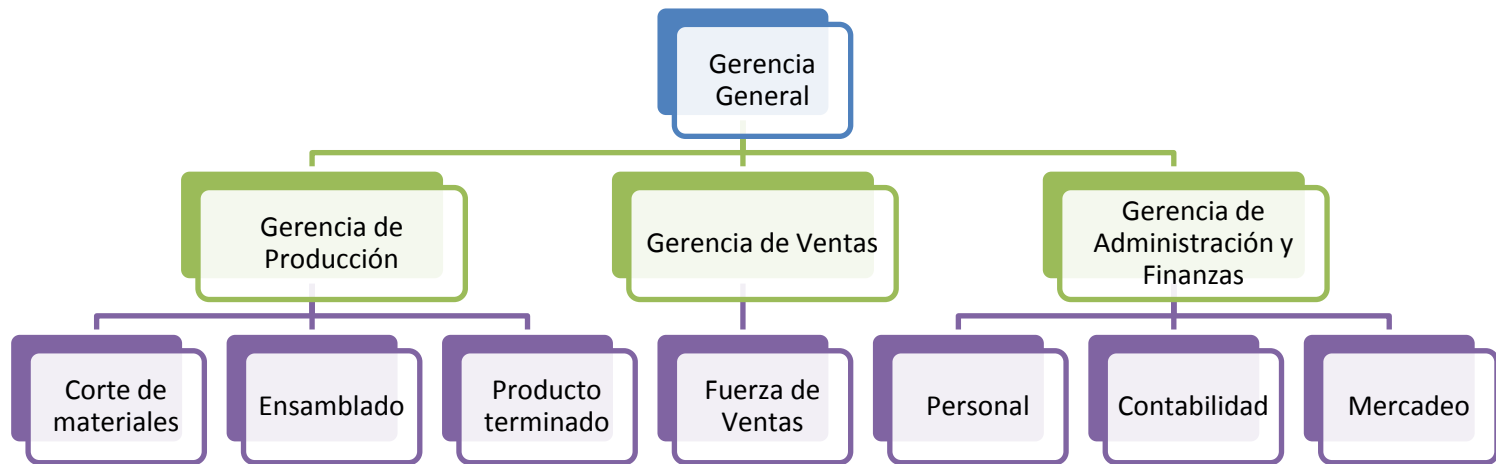 Gerencia
General
Gerencia de
Producción
Gerencia de Ventas
Gerencia de
Administración y
Finanzas
Corte de
materiales
Ensamblado
Producto
terminado
Fuerza de
Ventas
Personal
Contabilidad
Mercadeo